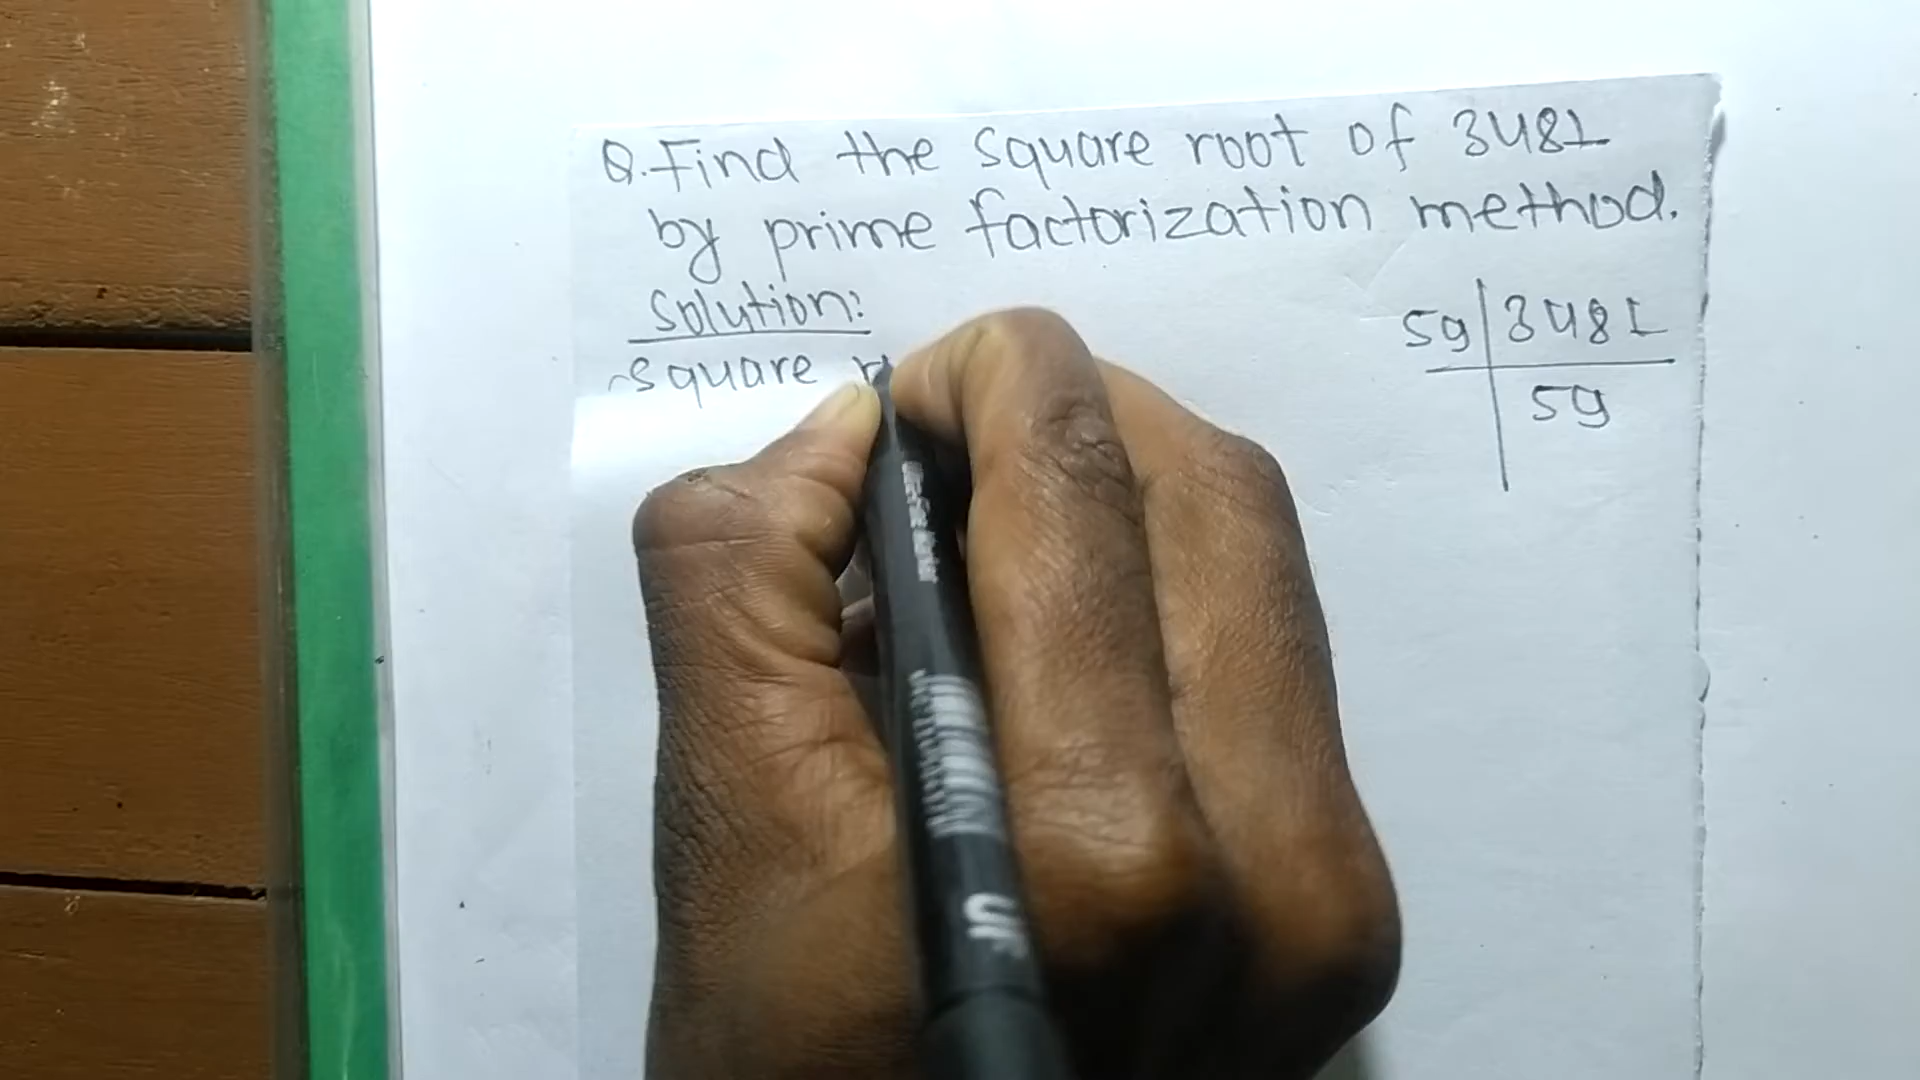 Q. Find the square root of 3481
by prime factorization method.
Solution:
square
59 | 3481
59